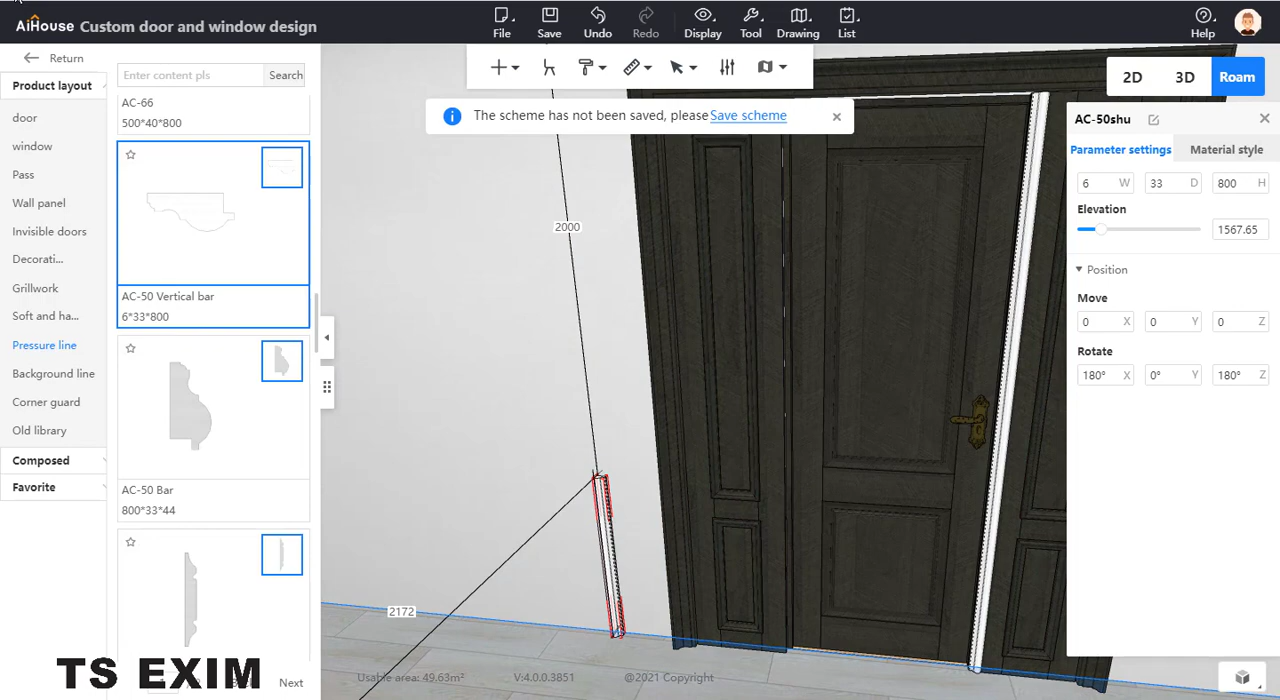 AiHouse Custom door and window design
File
Save
Undo
Redo
Display
Tool
Drawing
List
Help
Return
Product layout
door
window
Pass
Wall panel
Invisible doors
Decorati...
Grillwork
Soft and ha...
Pressure line
Background line
Corner guard
Old library
Composed
Favorite
Enter content pls
Search
AC-66
500*40*800
AC-50 Vertical bar
6*33*800
AC-50 Bar
800*33*44
Next
TS EXIM
The scheme has not been saved, please Save scheme
2D
3D
Roam
2000
2172
Usable area: 49.63m²
V:4.0.0.3851
@2021 Community
AC-50shu
Parameter settings
Material style
6 W
33 D
800 H
Elevation
1567.65
Position
Move
0 X
0 Y
0 Z
Rotate
180° X
0° Y
180° Z